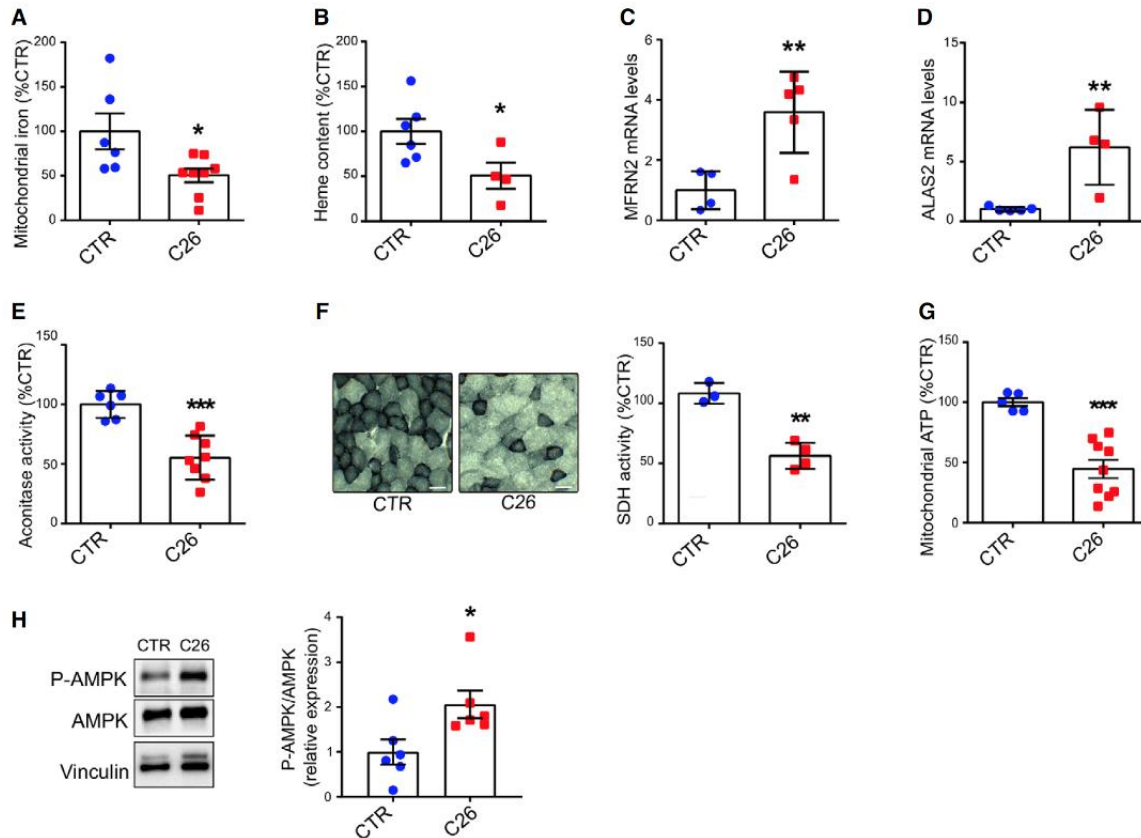 A
Mitochondrial iron (%CTR)
200
150
100
50
0
*
CTR
C26
B
Heme content (%CTR)
200
150
100
50
0
*
CTR
C26
C
MFRN2 mRNA levels
6
4
2
0
**
CTR
C26
D
ALAS2 mRNA levels
15
10
5
0
**
CTR
C26
E
Aconitase activity (%CTR)
150
100
50
0
***
CTR
C26
F
CTR
C26
SDH activity (%CTR)
150
100
50
0
**
CTR
C26
G
Mitochondrial ATP (%CTR)
150
100
50
0
***
CTR
C26
H
CTR C26
P-AMPK
AMPK
Vinculin
P-AMPK/AMPK
(relative expression)
4
3
2
1
0
*
CTR
C26